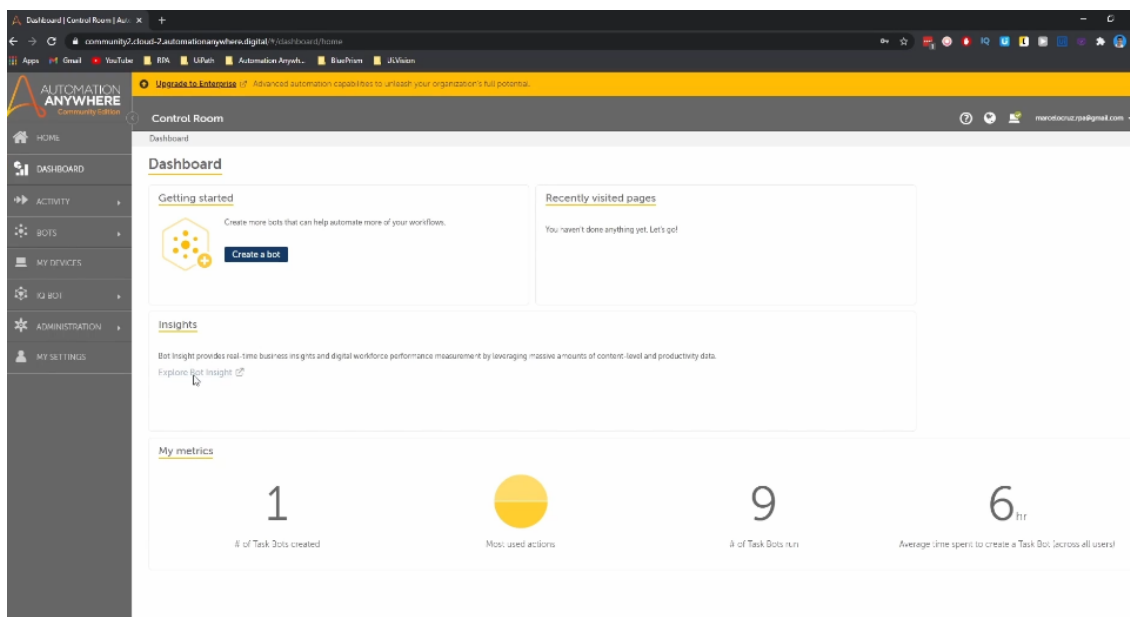 Dashboard | Control Room | Auto
community2.cloud-2.automationanywhere.digital/#/dashboard/home
Apps Gmail YouTube RPA UiPath Automation Anywh... BluePrism UiVision
AUTOMATION
ANYWHERE
Community Edition
Upgrade to Enterprise Advanced automation capabilities to unleash your organization's full potential.
Control Room
marcelocruz.rpa@gmail.com
HOME
DASHBOARD
ACTIVITY
BOTS
MY DEVICES
IQ BOT
ADMINISTRATION
MY SETTINGS
Dashboard
Dashboard
Getting started
Create more bots that can help automate more of your workflows.
Create a bot
Recently visited pages
You haven't done anything yet. Let's go!
Insights
Bot Insight provides real-time business insights and digital workforce performance measurement by leveraging massive amounts of content-level and productivity data.
Explore Bot Insight
My metrics
1
# of Task Bots created
Most used actions
9
# of Task Bots run
6 hr
Average time spent to create a Task Bot (across all users)